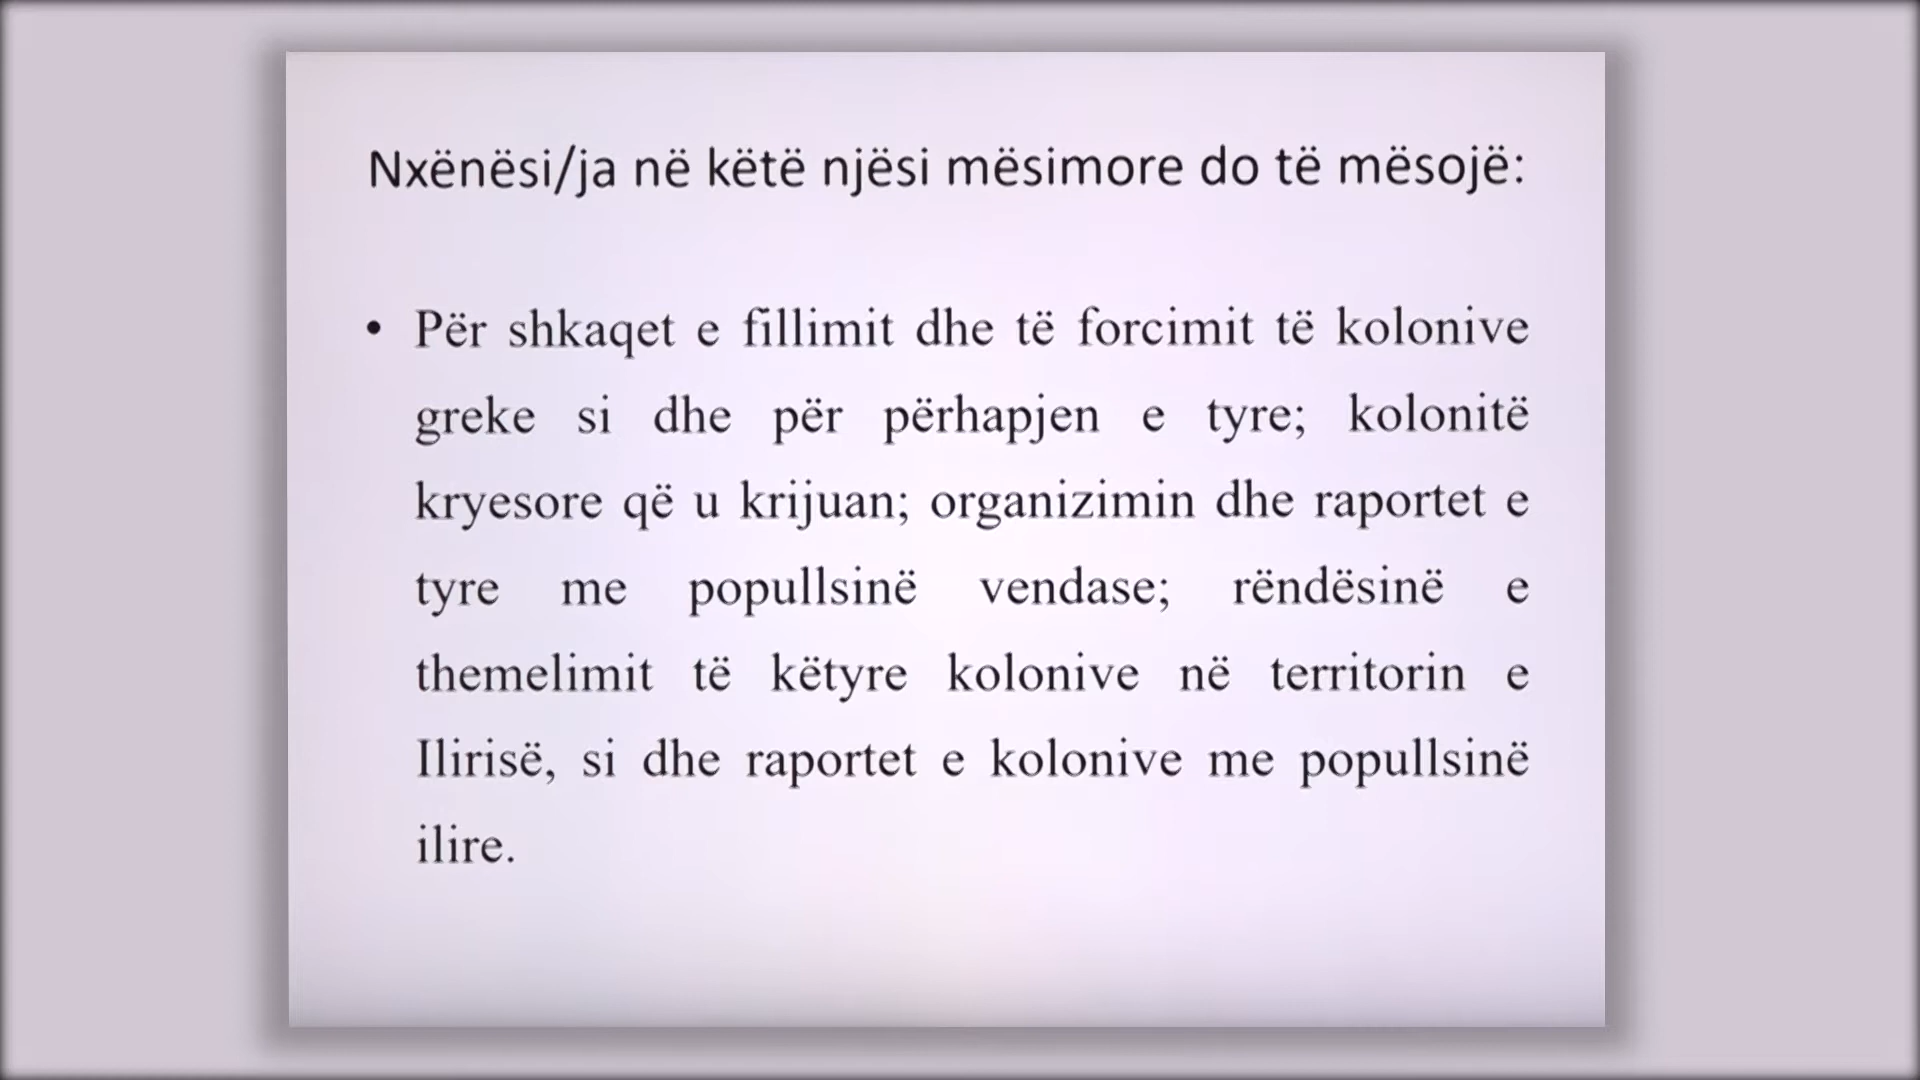 Nxënësi/ja në këtë njësi mësimore do të mësojë:
• Për shkaqet e fillimit dhe të forcimit të kolonive
greke si dhe për përhapjen e tyre; kolonitë
kryesore që u krijuan; organizimin dhe raportet e
tyre me popullsinë vendase; rëndësinë e
themelimit të këtyre kolonive në territorin e
Ilirisë, si dhe raportet e kolonive me popullsinë
ilire.